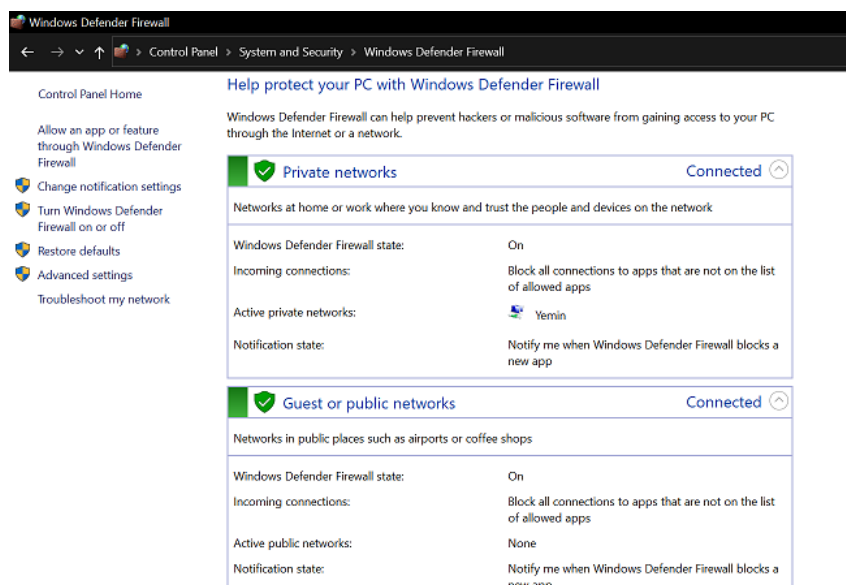 Windows Defender Firewall
Control Panel > System and Security > Windows Defender Firewall
Control Panel Home
Allow an app or feature
through Windows Defender
Firewall
Change notification settings
Turn Windows Defender
Firewall on or off
Restore defaults
Advanced settings
Troubleshoot my network
Help protect your PC with Windows Defender Firewall
Windows Defender Firewall can help prevent hackers or malicious software from gaining access to your PC
through the Internet or a network.
Private networks Connected
Networks at home or work where you know and trust the people and devices on the network
Windows Defender Firewall state: On
Incoming connections: Block all connections to apps that are not on the list
of allowed apps
Active private networks: Yemin
Notification state: Notify me when Windows Defender Firewall blocks a
new app
Guest or public networks Connected
Networks in public places such as airports or coffee shops
Windows Defender Firewall state: On
Incoming connections: Block all connections to apps that are not on the list
of allowed apps
Active public networks: None
Notification state: Notify me when Windows Defender Firewall blocks a
new app